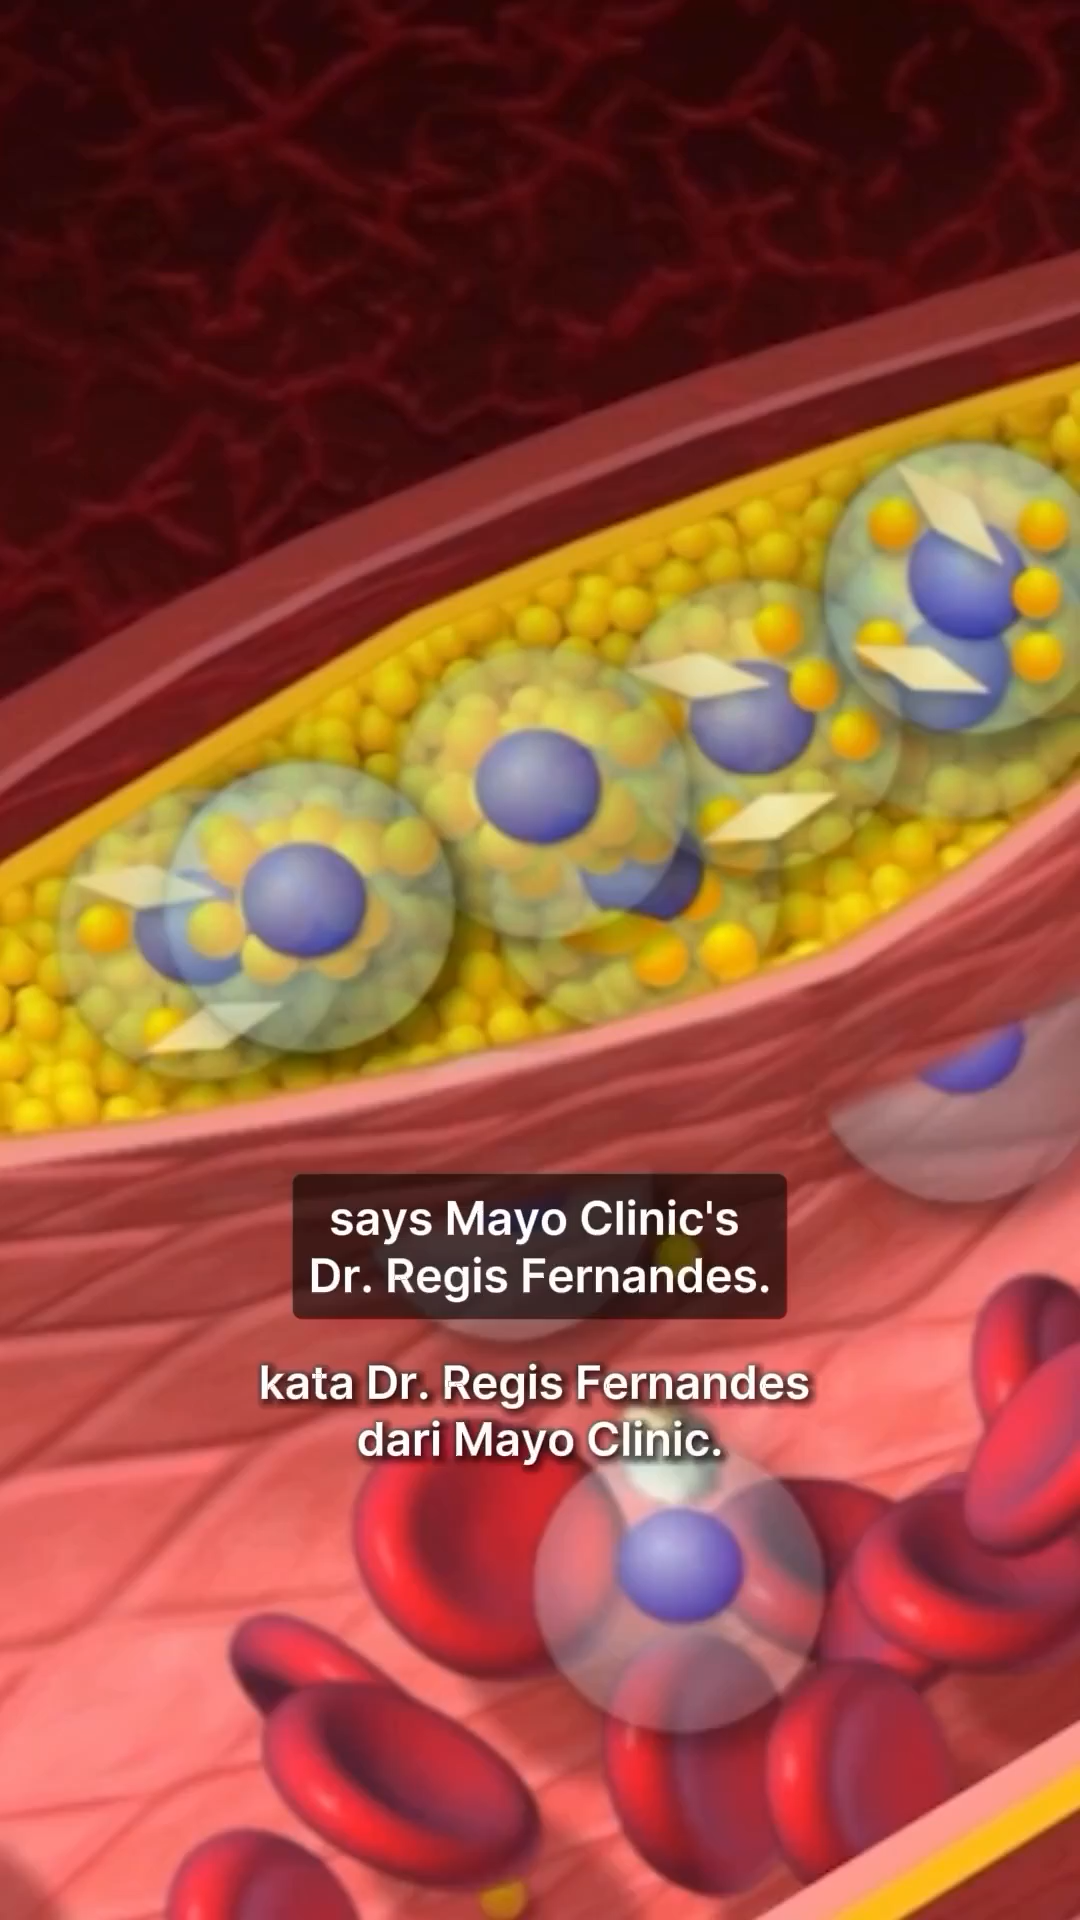 says Mayo Clinic's
Dr. Regis Fernandes.
kata Dr. Regis Fernandes
dari Mayo Clinic.